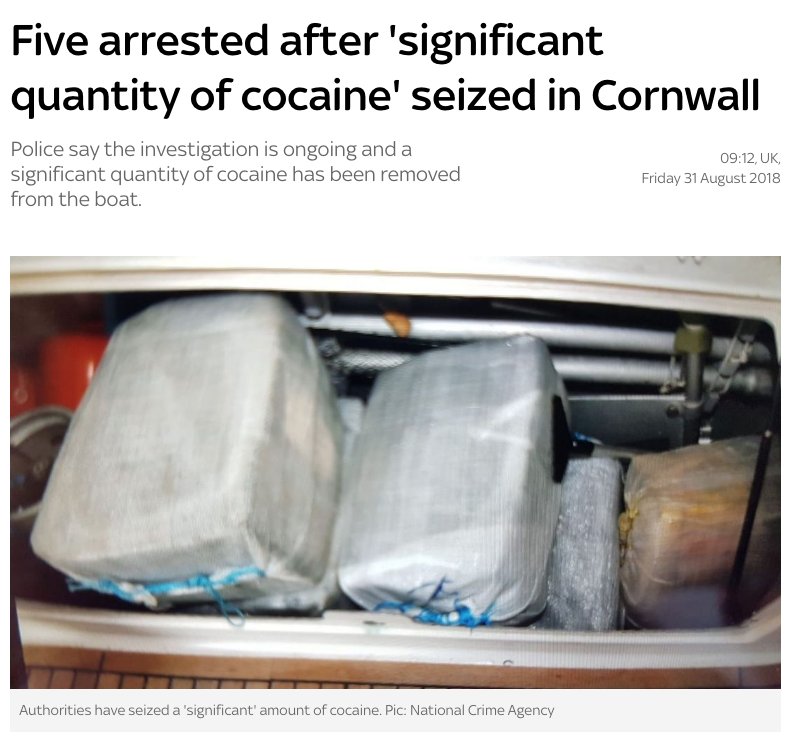 Five arrested after 'significant
quantity of cocaine' seized in Cornwall
Police say the investigation is ongoing and a
significant quantity of cocaine has been removed
from the boat.
09:12, UK,
Friday 31 August 2018
Authorities have seized a 'significant' amount of cocaine. Pic: National Crime Agency